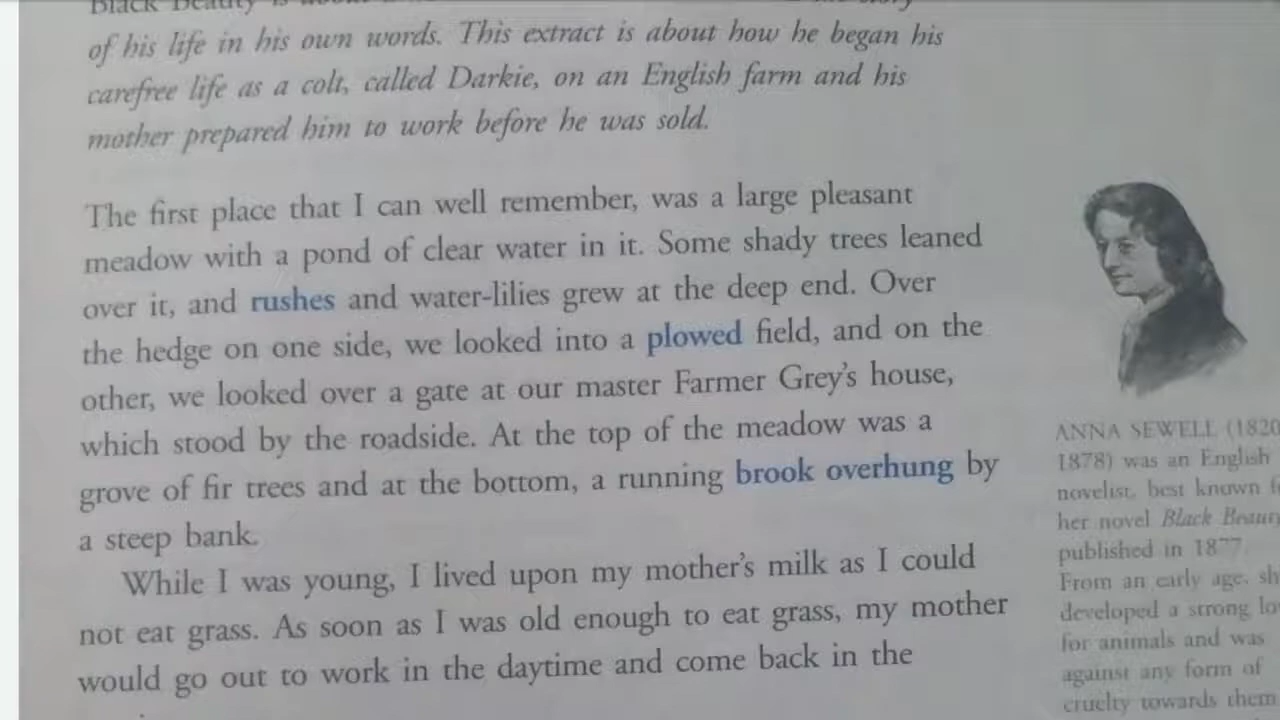 Black Beauty is about
of his life in his own words. This extract is about how he began his
carefree life as a colt, called Darkie, on an English farm and his
mother prepared him to work before he was sold.
The first place that I can well remember, was a large pleasant
meadow with a pond of clear water in it. Some shady trees leaned
over it, and rushes and water-lilies grew at the deep end. Over
the hedge on one side, we looked into a plowed field, and on the
other, we looked over a gate at our master Farmer Grey's house,
which stood by the roadside. At the top of the meadow was a
grove of fir trees and at the bottom, a running brook overhung by
a steep bank.
While I was young, I lived upon my mother's milk as I could
not eat grass. As soon as I was old enough to eat grass, my mother
would go out to work in the daytime and come back in the
ANNA SEWELL (1820
1878) was an English
novelist, best known
her novel Black Beauty
published in 1877.
From an early age, sh
developed a strong lo
for animals and was
against any form of
cruelty towards them